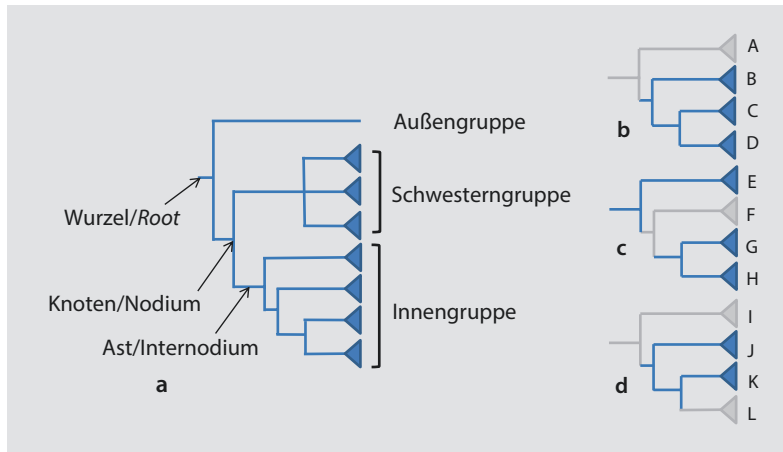 Außengruppe
Schwesterngruppe
Wurzel/Root
Knoten/Nodium
Innengruppe
Ast/Internodium
a
A
B
C
b
D
E
F
c
G
H
I
J
d
K
L